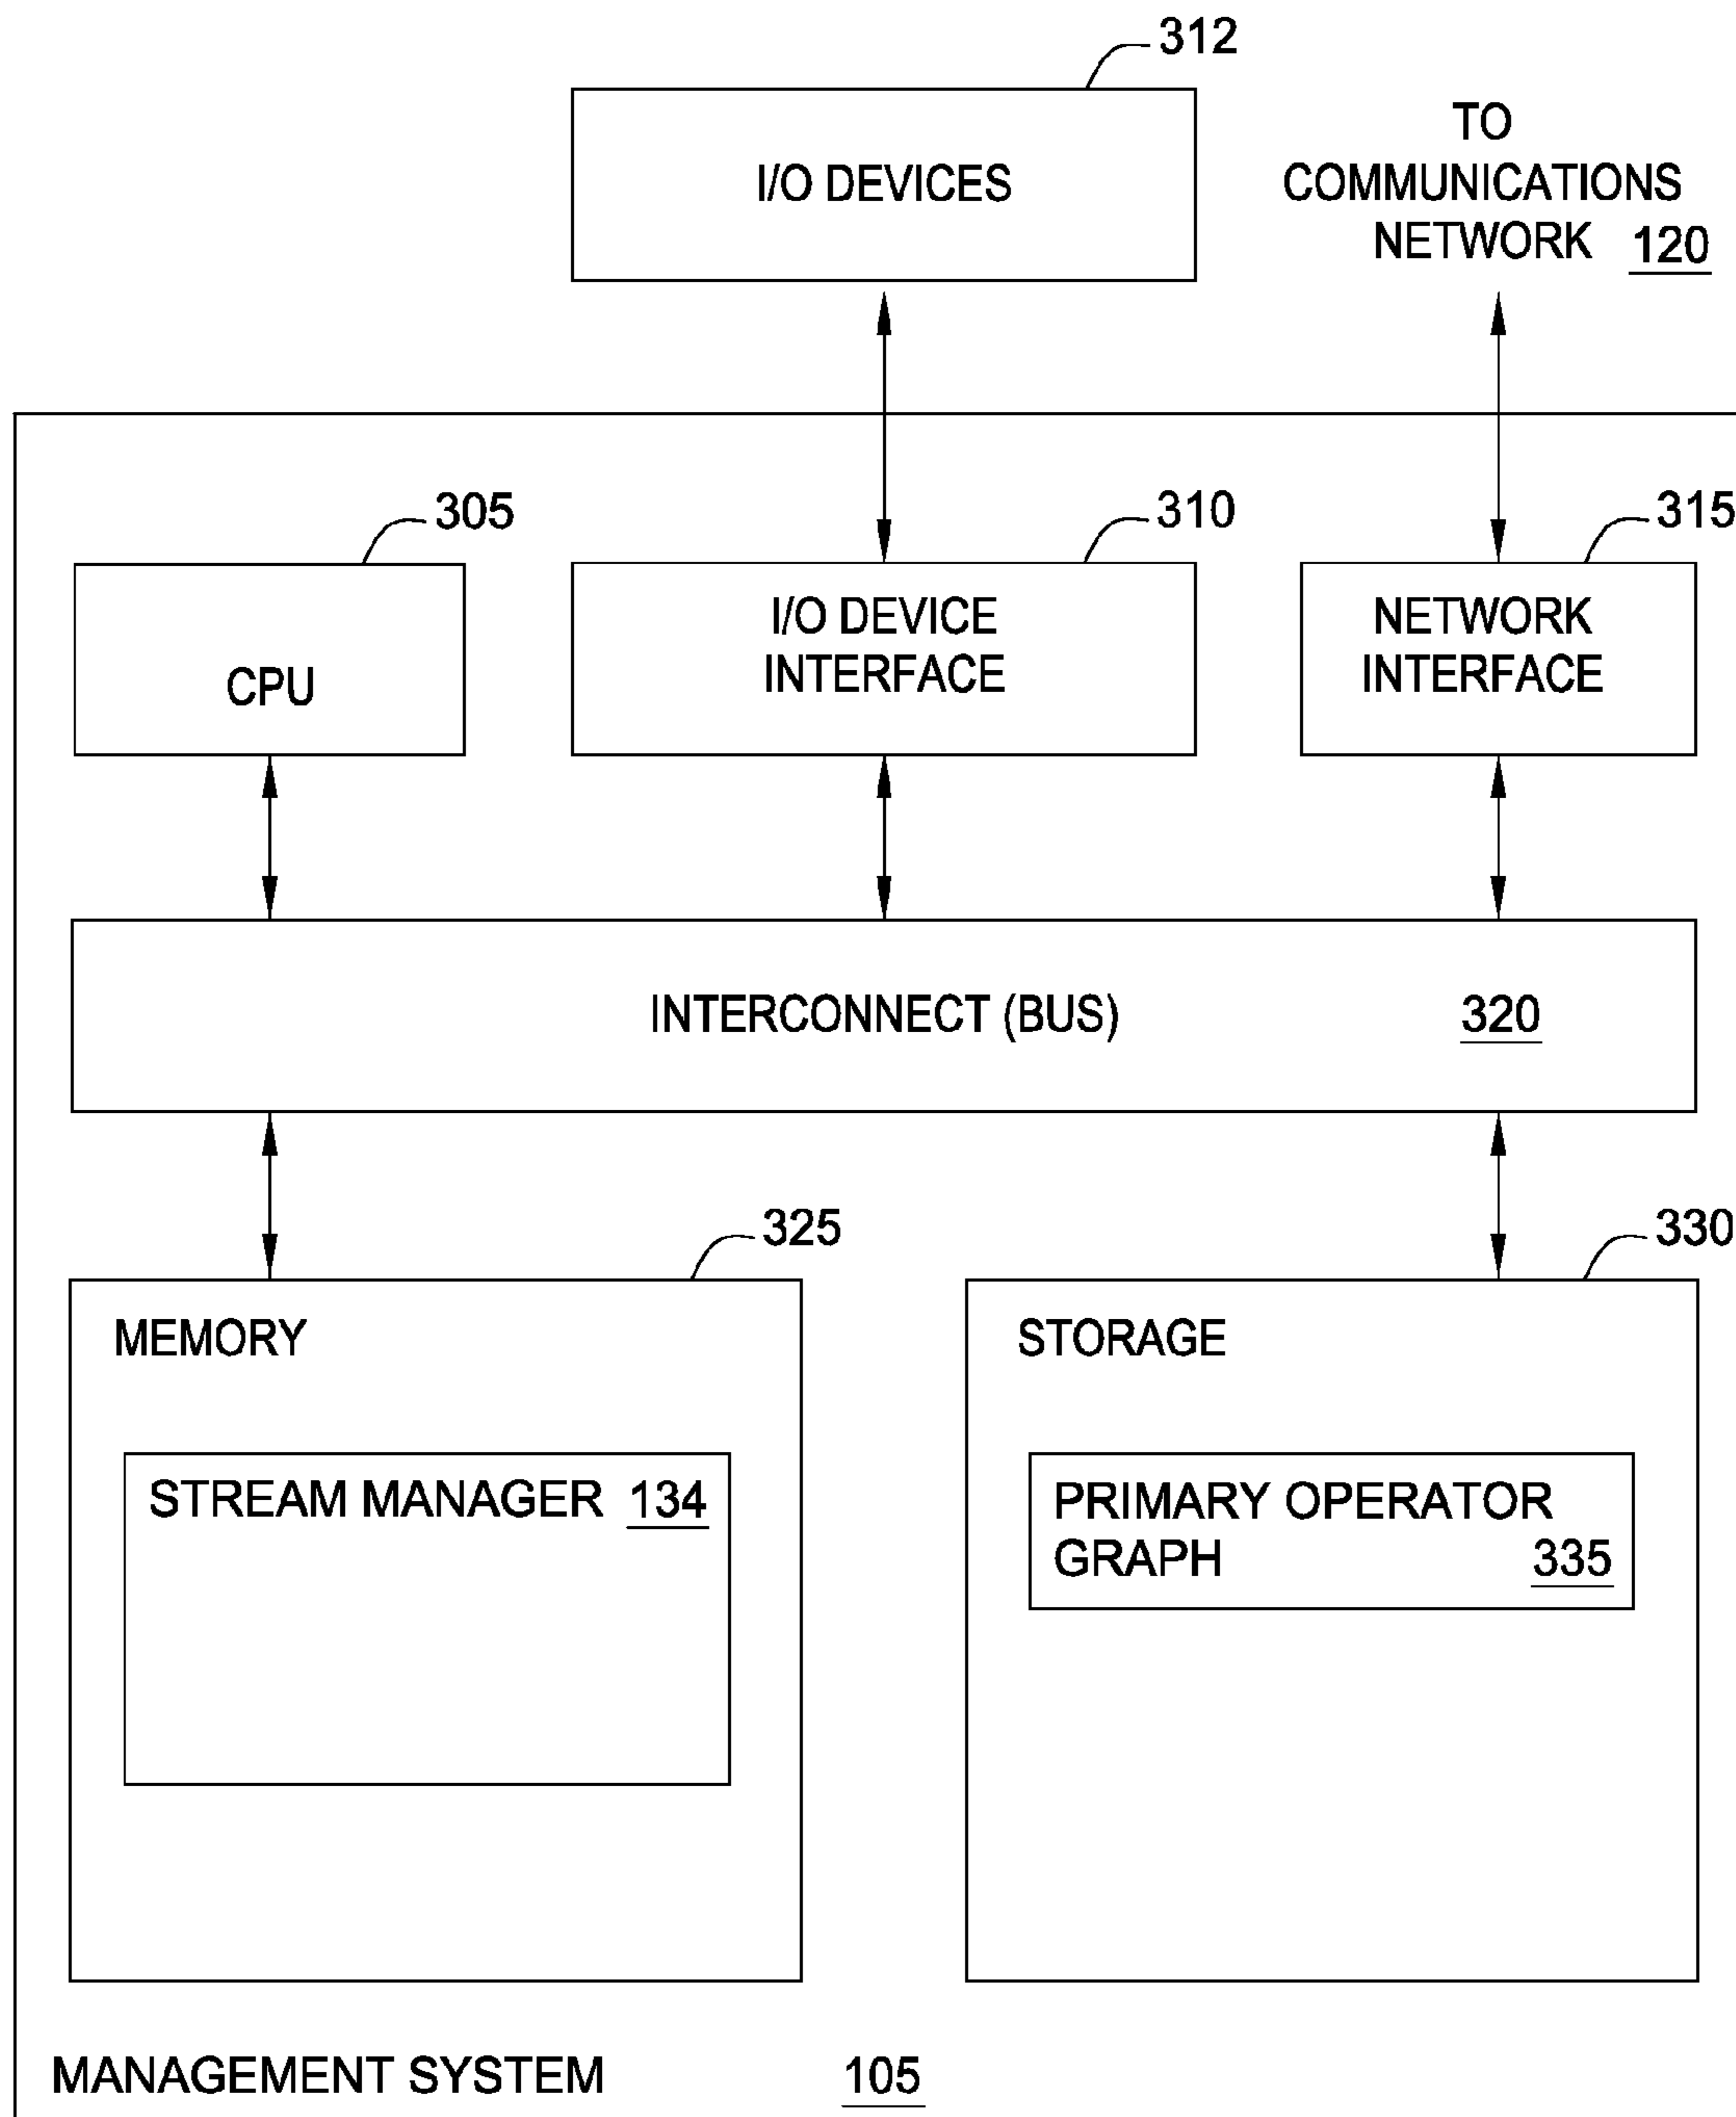 312
I/O DEVICES
TO
COMMUNICATIONS
NETWORK 120
305
310
315
CPU
I/O DEVICE
INTERFACE
NETWORK
INTERFACE
INTERCONNECT (BUS) 320
325
330
MEMORY
STREAM MANAGER 134
STORAGE
PRIMARY OPERATOR
GRAPH 335
MANAGEMENT SYSTEM 105